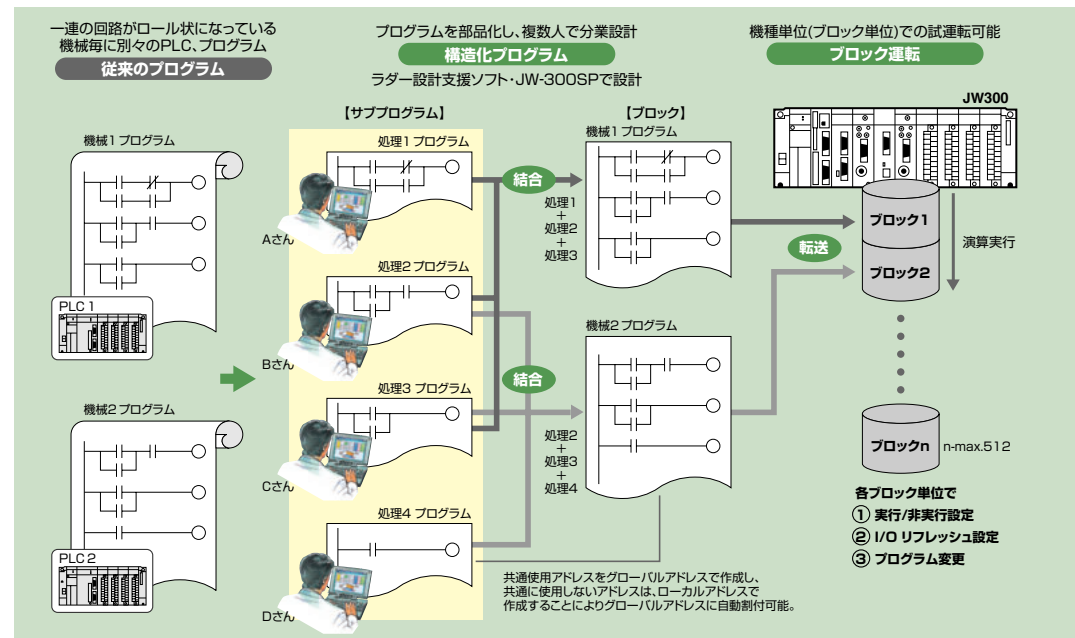 一連の回路がロール状になっている
機械毎に別々のPLC、プログラム
従来のプログラム
プログラムを部品化し、複数人で分業設計
構造化プログラム
ラダー設計支援ソフト・JW-300SPで設計
機種単位(ブロック単位)での試運転可能
ブロック運転
機械1 プログラム
PLC 1
機械2 プログラム
PLC 2
【サブプログラム】
処理1 プログラム
Aさん
処理2 プログラム
Bさん
処理3 プログラム
Cさん
処理4 プログラム
Dさん
【ブロック】
機械1 プログラム
結合
処理1
+
処理2
+
処理3
機械2 プログラム
結合
処理2
+
処理3
+
処理4
共通使用アドレスをグローバルアドレスで作成し、
共通に使用しないアドレスは、ローカルアドレスで
作成することによりグローバルアドレスに自動割付可能。
JW300
転送
ブロック1
ブロック2
演算実行
ブロックn
n-max.512
各ブロック単位で
① 実行/非実行設定
② I/O リフレッシュ設定
③ プログラム変更